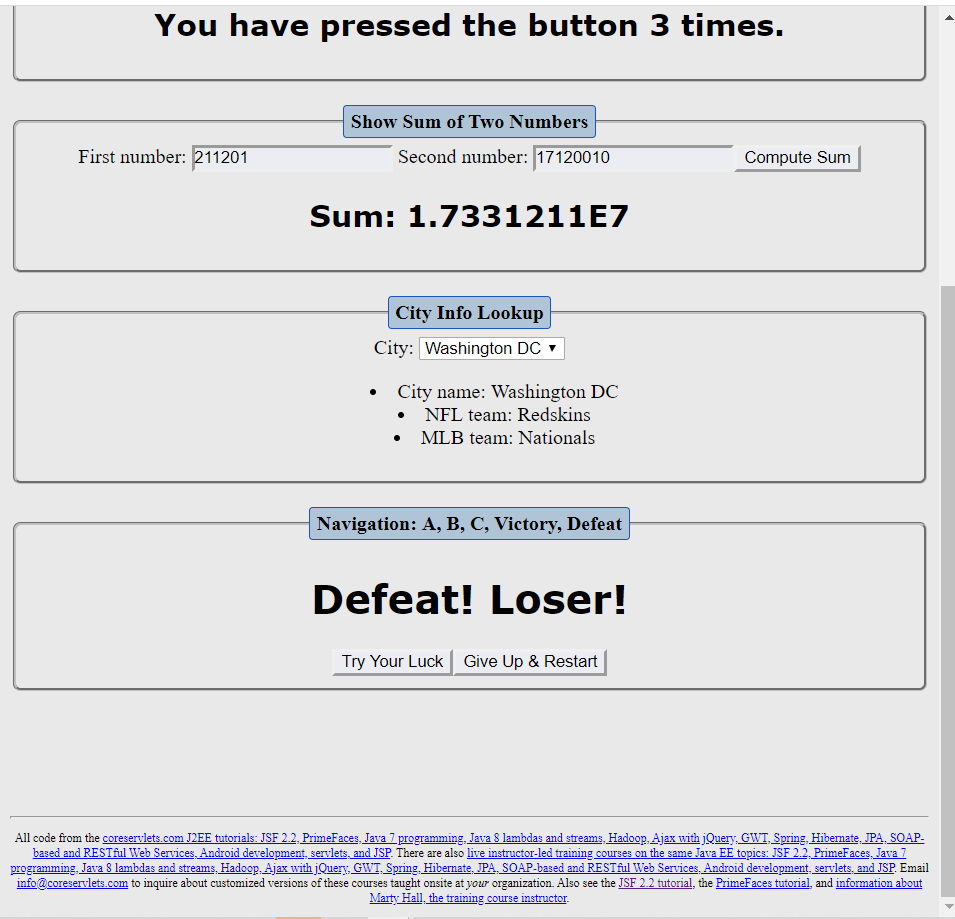 You have pressed the button 3 times.
Show Sum of Two Numbers
First number: 211201 Second number: 17120010 Compute Sum
Sum: 1.7331211E7
City Info Lookup
City: Washington DC
City name: Washington DC
NFL team: Redskins
MLB team: Nationals
Navigation: A, B, C, Victory, Defeat
Defeat! Loser!
Try Your Luck Give Up & Restart
All code from the coreservlets.com J2EE tutorials: JSF 2.2, PrimeFaces, Java 7 programming, Java 8 lambdas and streams, Hadoop, Ajax with jQuery, GWT, Spring, Hibernate, JPA, SOAP-
based and RESTful Web Services, Android development, servlets, and JSP. There are also live instructor-led training courses on the same Java EE topics: JSF 2.2, PrimeFaces, Java 7
programming, Java 8 lambdas and streams, Hadoop, Ajax with jQuery, GWT, Spring, Hibernate, JPA, SOAP-based and RESTful Web Services, Android development, servlets, and JSP. Email
info@coreservlets.com to inquire about customized versions of these courses taught onsite at your organization. Also see the JSF 2.2 tutorial, the PrimeFaces tutorial, and information about
Marty Hall, the training course instructor.